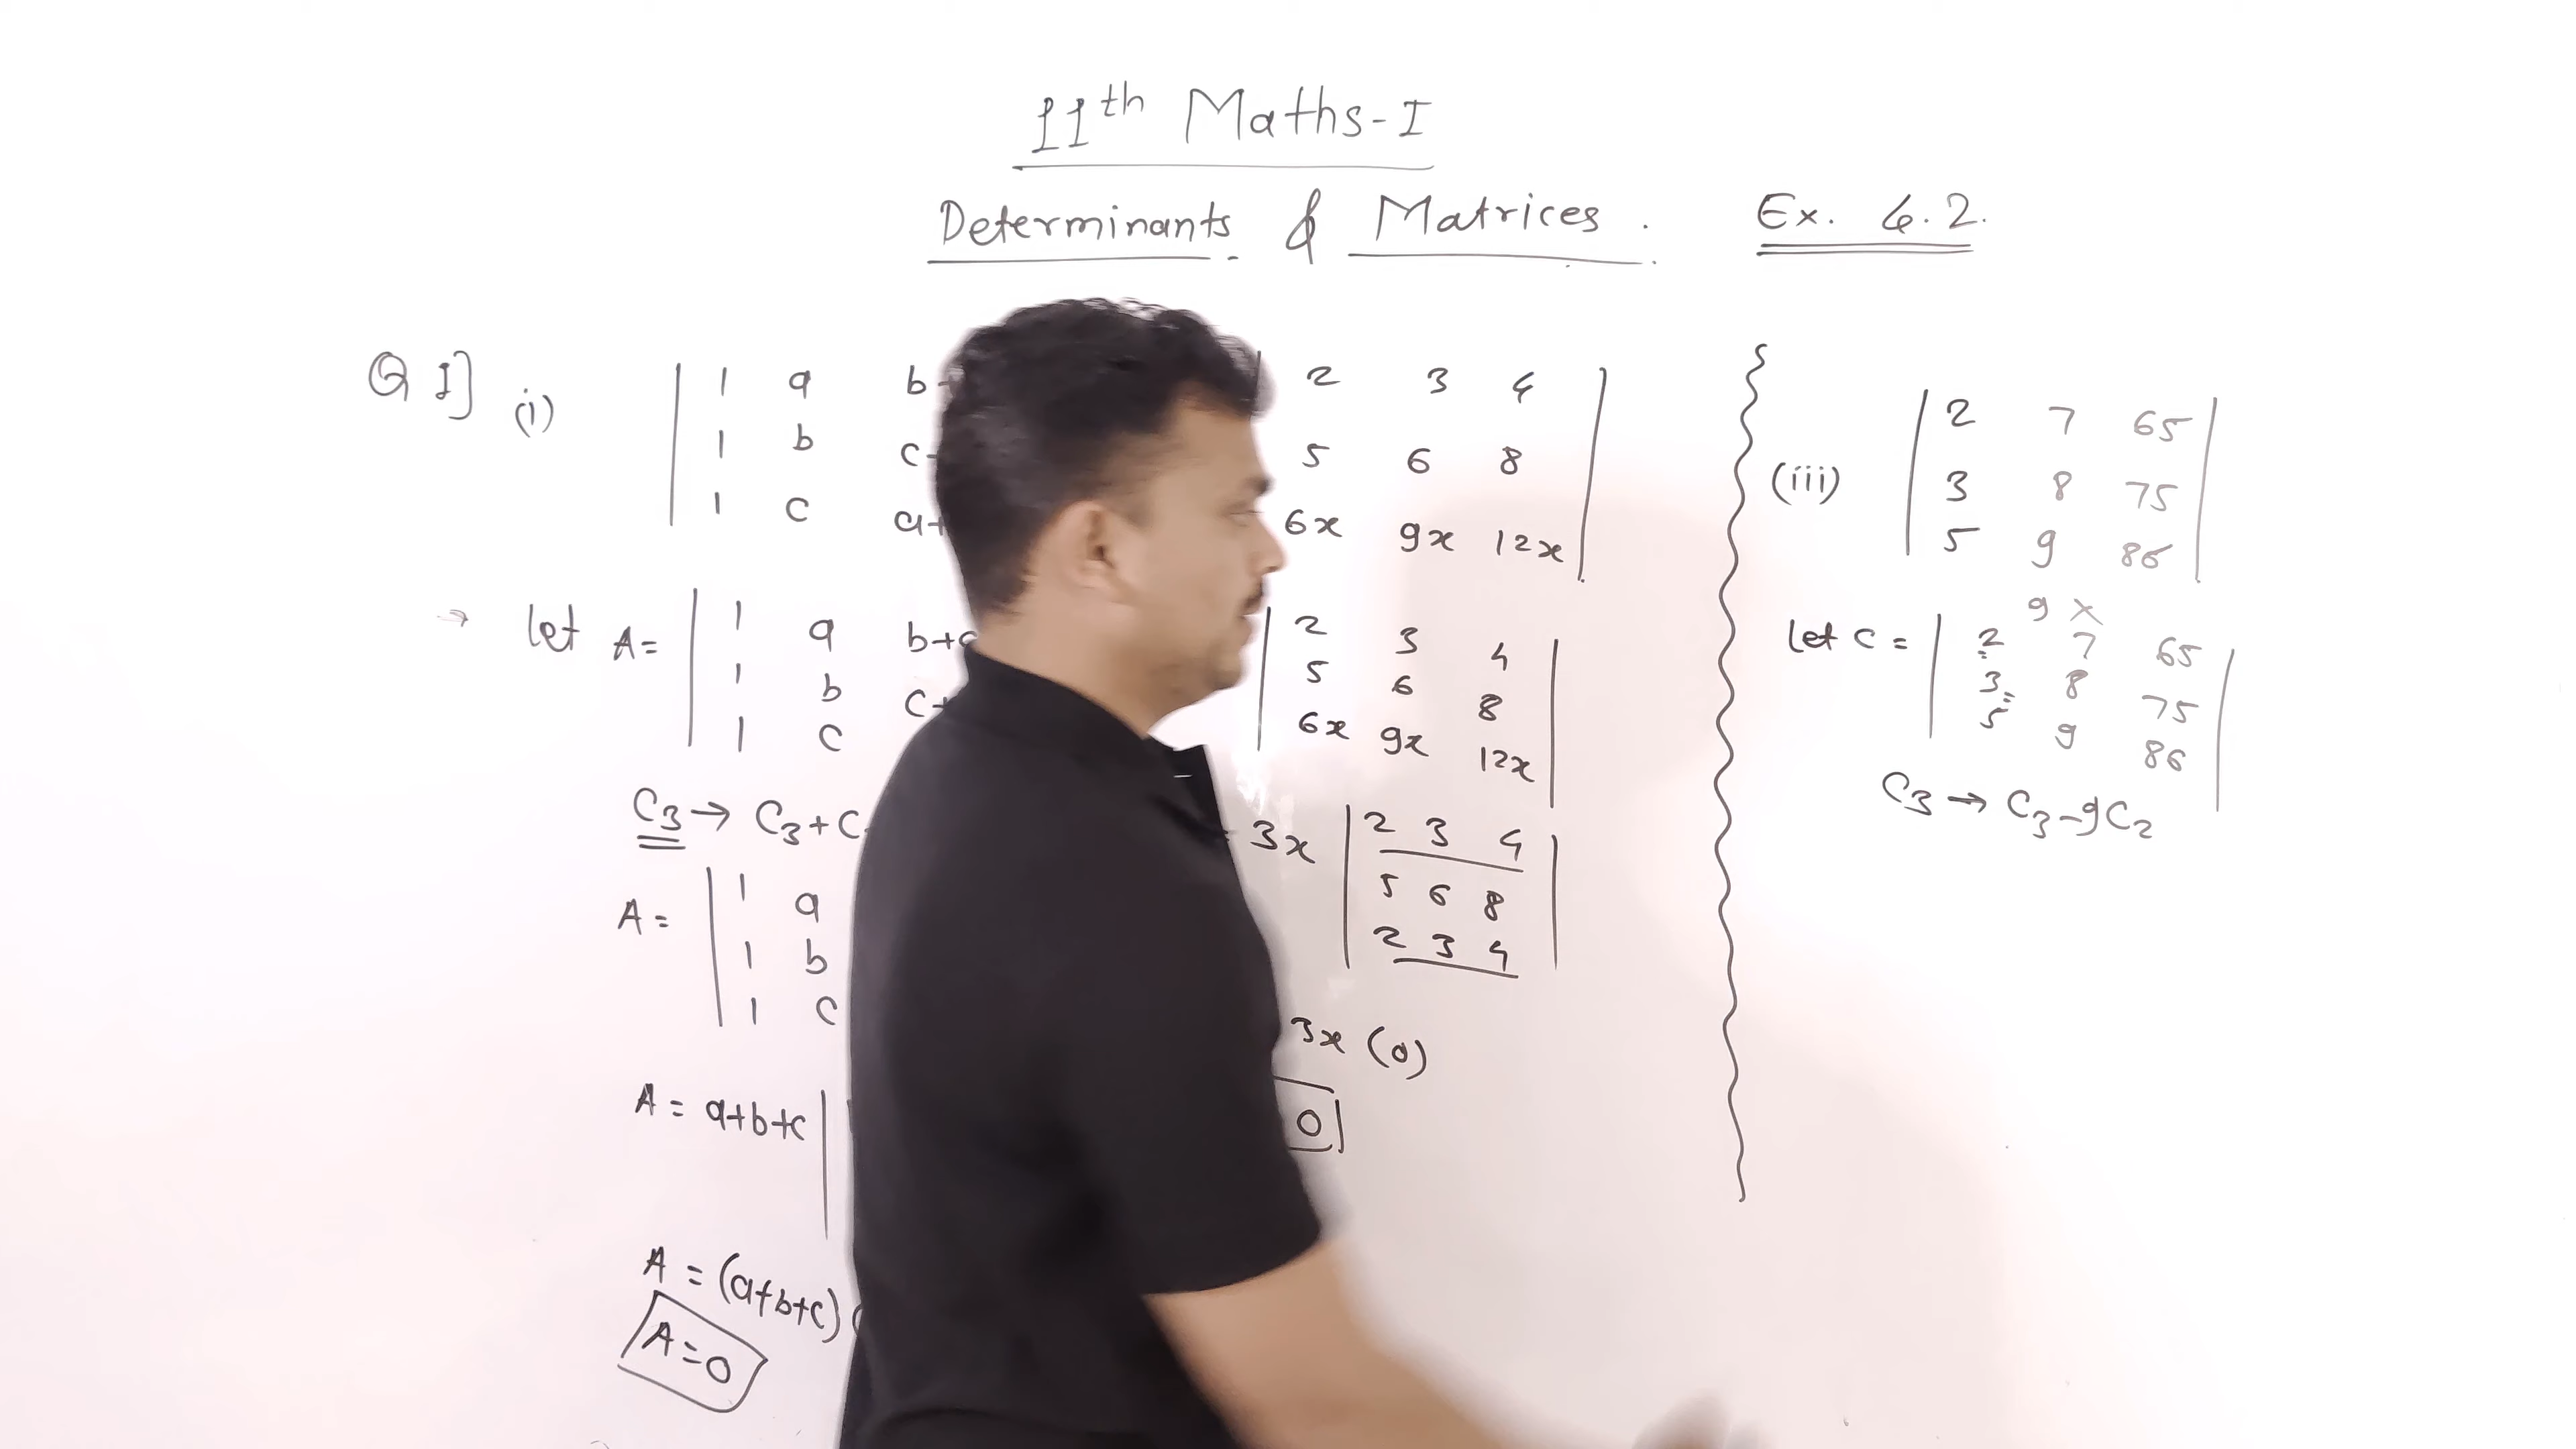 11th Maths-I
Determinants & Matrices. Ex. 6.2.
Q I] (i)
1 a b+
1 b c+
1 c a+
→ let A =
1 a b+c
1 b c+
1 c
C3 → C3 + C
A =
1 a
1 b
1 c
A = a+b+c
A = (a+b+c) (
A = 0
2 3 4
5 6 8
6x 9x 12x
2 3 4
5 6 8
6x 9x 12x
3x
2 3 4
5 6 8
2 3 4
3x (0)
0
(iii)
2 7 65
3 8 75
5 9 86
9 ×
let C =
2 7 65
3 8 75
5 9 86
C3 → C3-9C2